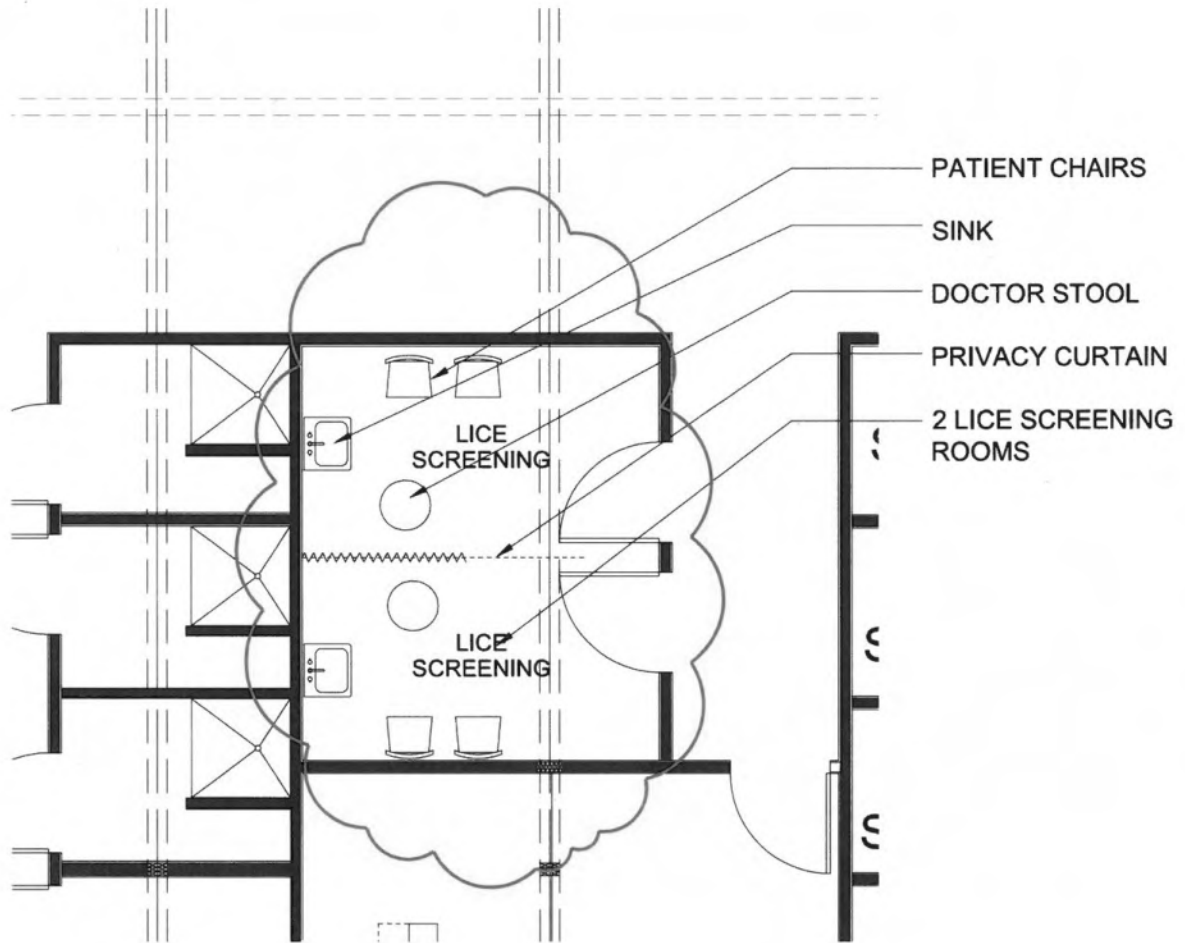 PATIENT CHAIRS
SINK
DOCTOR STOOL
PRIVACY CURTAIN
2 LICE SCREENING
ROOMS
LICE
SCREENING
LICE
SCREENING